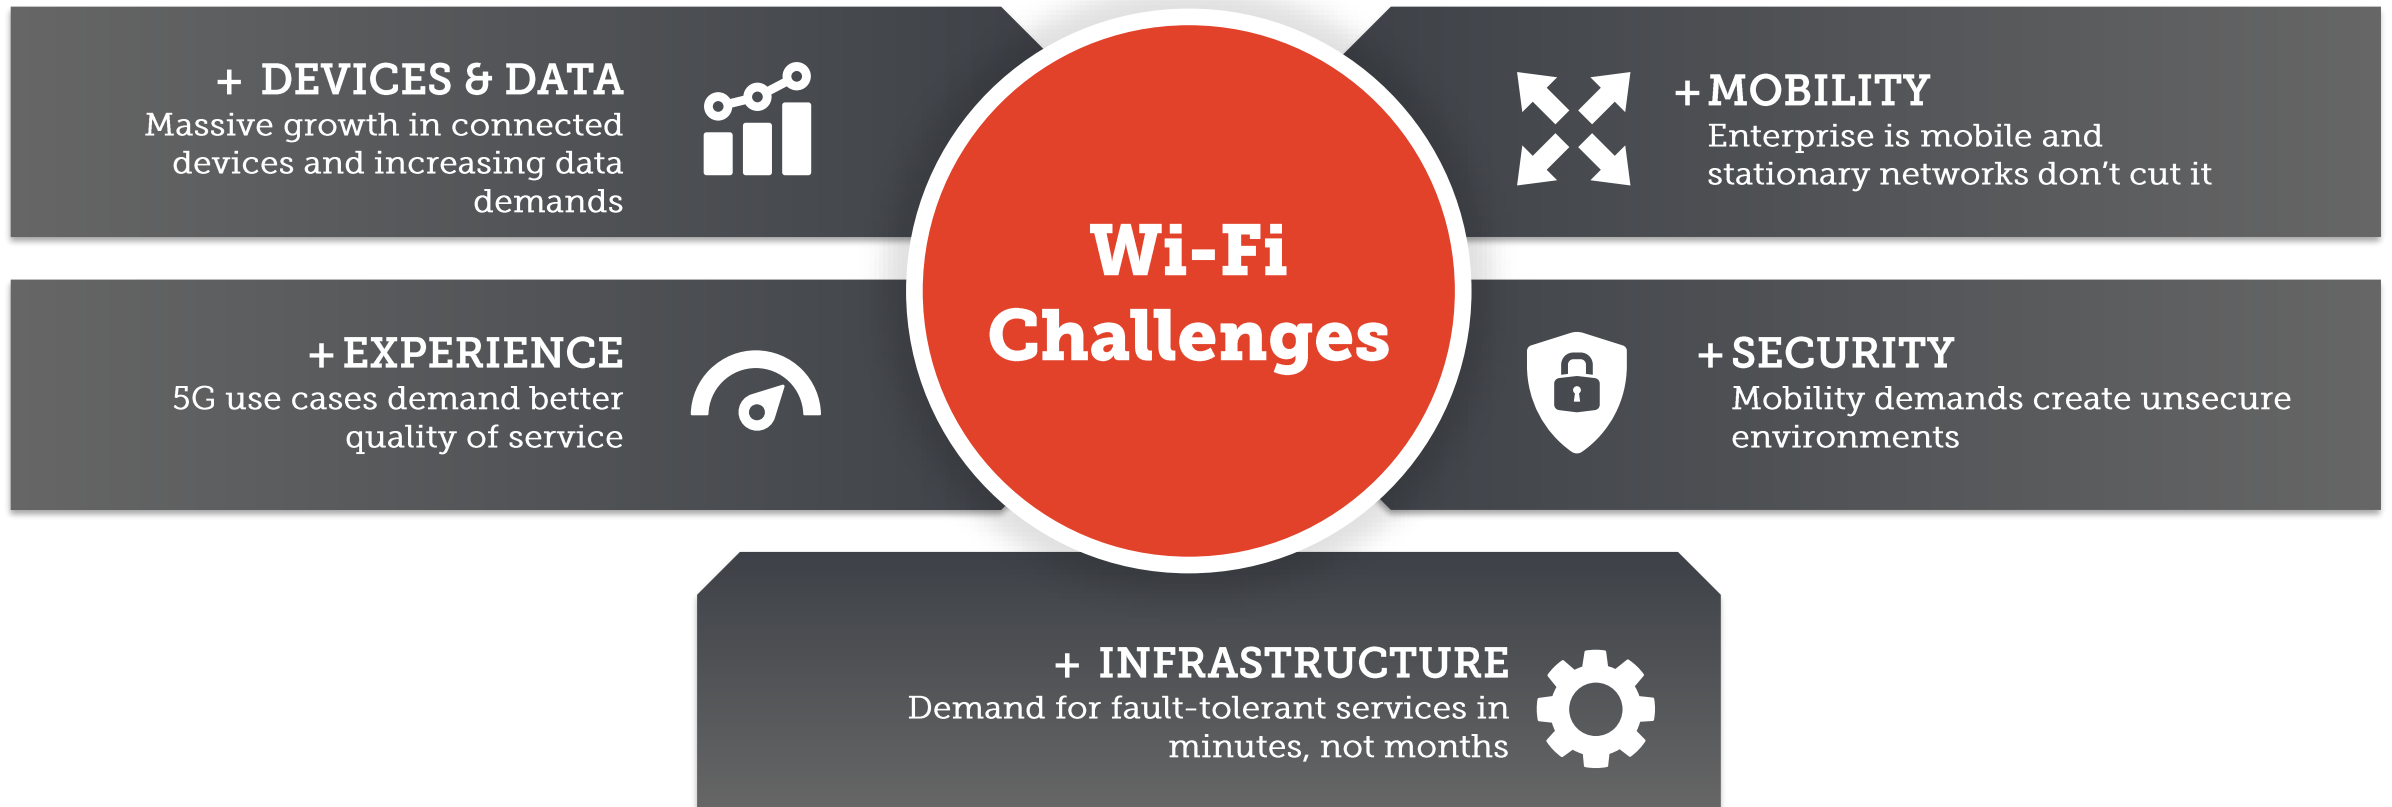 + DEVICES & DATA
Massive growth in connected
devices and increasing data
demands
+ EXPERIENCE
5G use cases demand better
quality of service
Wi-Fi
Challenges
+ MOBILITY
Enterprise is mobile and
stationary networks don’t cut it
+ SECURITY
Mobility demands create unsecure
environments
+ INFRASTRUCTURE
Demand for fault-tolerant services in
minutes, not months